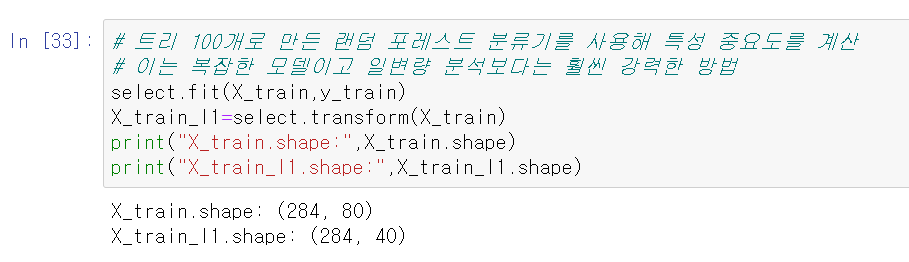 In [33]: # 트리 100개로 만든 랜덤 포레스트 분류기를 사용해 특성 중요도를 계산
# 이는 복잡한 모델이고 일변량 분석보다는 훨씬 강력한 방법
select.fit(X_train,y_train)
X_train_l1=select.transform(X_train)
print("X_train.shape:",X_train.shape)
print("X_train_l1.shape:",X_train_l1.shape)
X_train.shape: (284, 80)
X_train_l1.shape: (284, 40)